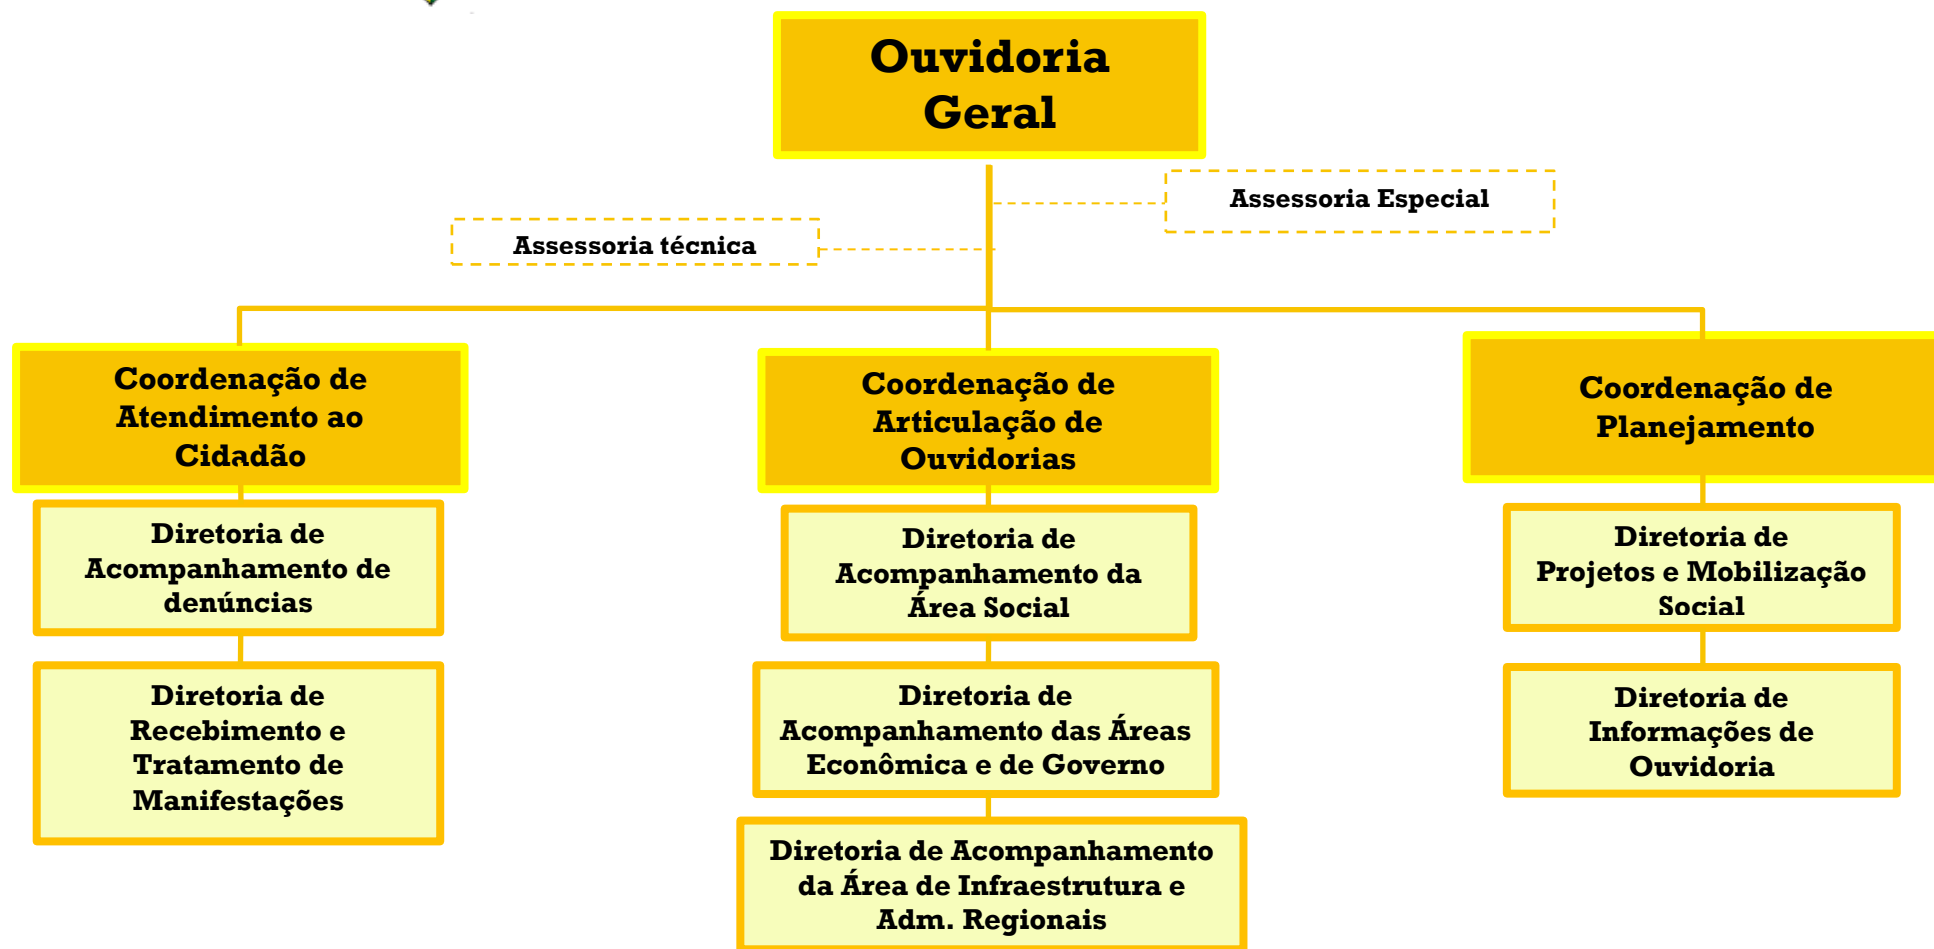 Ouvidoria
Geral
Assessoria Especial
Assessoria técnica
Coordenação de
Atendimento ao
Cidadão
Coordenação de
Articulação de
Ouvidorias
Coordenação de
Planejamento
Diretoria de
Acompanhamento de
denúncias
Diretoria de
Acompanhamento da
Área Social
Diretoria de
Projetos e Mobilização
Social
Diretoria de
Recebimento e
Tratamento de
Manifestações
Diretoria de
Acompanhamento das Áreas
Econômica e de Governo
Diretoria de
Informações de
Ouvidoria
Diretoria de Acompanhamento
da Área de Infraestrutura e
Adm. Regionais